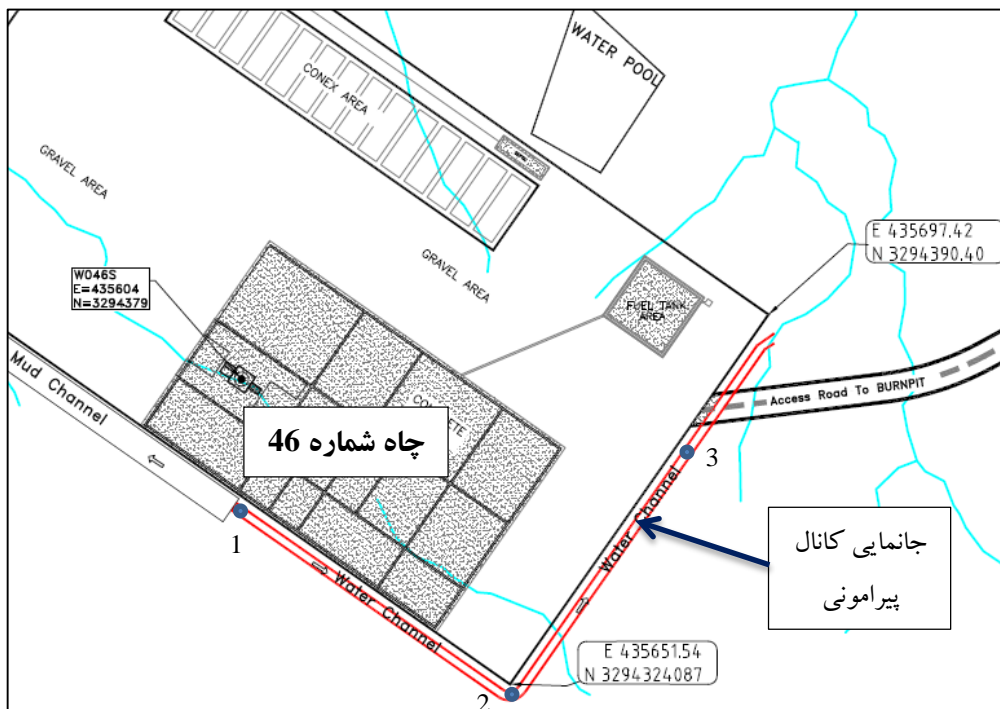 WATER POOL
CONEX AREA
GRAVEL AREA
E 435697.42
N 3294390.40
GRAVEL AREA
W046S
E=435604
N=3294379
FUEL TANK
AREA
Mud Channel
Access Road To BURNPIT
چاه شماره 46
3
Water Channel
جانمایی کانال
پیرامونی
1
Water Channel
E 435651.54
N 3294324087
2